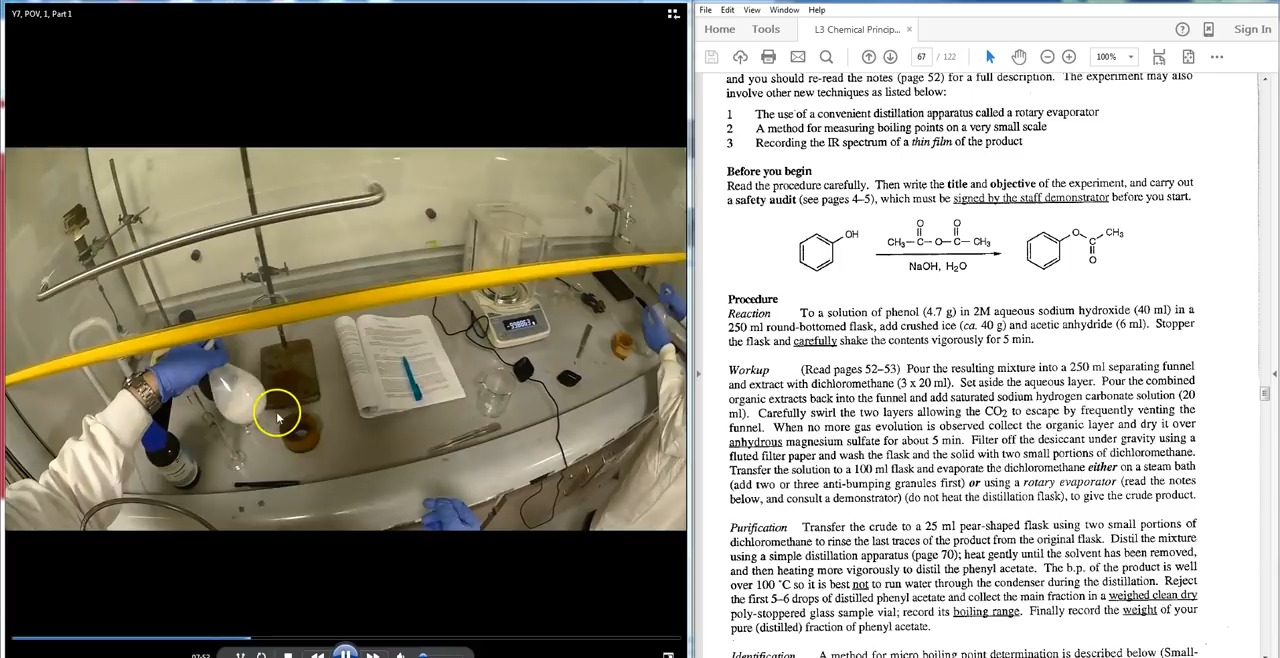 Y7, POV, 1, Part 1
File Edit View Window Help
Home Tools L3 Chemical Princip... × Sign In
67 / 122 100%
and you should re-read the notes (page 52) for a full description. The experiment may also
involve other new techniques as listed below:
1 The use of a convenient distillation apparatus called a rotary evaporator
2 A method for measuring boiling points on a very small scale
3 Recording the IR spectrum of a thin film of the product
Before you begin
Read the procedure carefully. Then write the title and objective of the experiment, and carry out
a safety audit (see pages 4–5), which must be signed by the staff demonstrator before you start.
OH
O O
CH3–C–O–C–CH3
NaOH, H2O
O C CH3
O
Procedure
Reaction To a solution of phenol (4.7 g) in 2M aqueous sodium hydroxide (40 ml) in a
250 ml round-bottomed flask, add crushed ice (ca. 40 g) and acetic anhydride (6 ml). Stopper
the flask and carefully shake the contents vigorously for 5 min.
Workup (Read pages 52–53) Pour the resulting mixture into a 250 ml separating funnel
and extract with dichloromethane (3 x 20 ml). Set aside the aqueous layer. Pour the combined
organic extracts back into the funnel and add saturated sodium hydrogen carbonate solution (20
ml). Carefully swirl the two layers allowing the CO2 to escape by frequently venting the
funnel. When no more gas evolution is observed collect the organic layer and dry it over
anhydrous magnesium sulfate for about 5 min. Filter off the desiccant under gravity using a
fluted filter paper and wash the flask and the solid with two small portions of dichloromethane.
Transfer the solution to a 100 ml flask and evaporate the dichloromethane either on a steam bath
(add two or three anti-bumping granules first) or using a rotary evaporator (read the notes
below, and consult a demonstrator) (do not heat the distillation flask), to give the crude product.
Purification Transfer the crude to a 25 ml pear-shaped flask using two small portions of
dichloromethane to rinse the last traces of the product from the original flask. Distil the mixture
using a simple distillation apparatus (page 70); heat gently until the solvent has been removed,
and then heating more vigorously to distil the phenyl acetate. The b.p. of the product is well
over 100 °C so it is best not to run water through the condenser during the distillation. Reject
the first 5–6 drops of distilled phenyl acetate and collect the main fraction in a weighed clean dry
poly-stoppered glass sample vial; record its boiling range. Finally record the weight of your
pure (distilled) fraction of phenyl acetate.
Identification A method for micro boiling point determination is described below (Small-